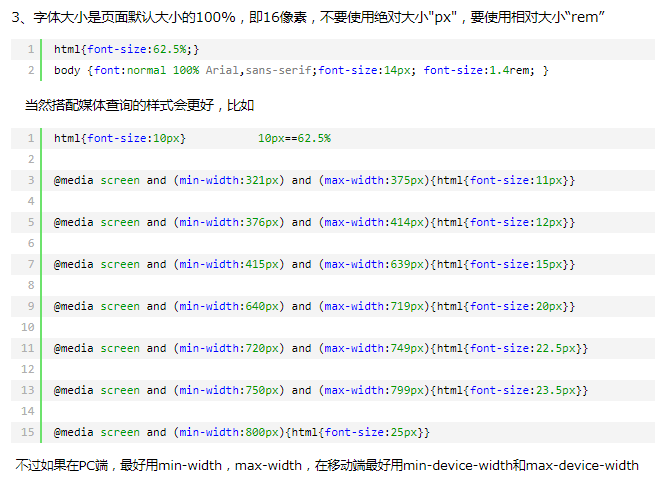 3、字体大小是页面默认大小的100%，即16像素，不要使用绝对大小"px"，要使用相对大小“rem”
1 html{font-size:62.5%;}
2 body {font:normal 100% Arial,sans-serif;font-size:14px; font-size:1.4rem; }
当然搭配媒体查询的样式会更好，比如
1 html{font-size:10px} 10px==62.5%
2
3 @media screen and (min-width:321px) and (max-width:375px){html{font-size:11px}}
4
5 @media screen and (min-width:376px) and (max-width:414px){html{font-size:12px}}
6
7 @media screen and (min-width:415px) and (max-width:639px){html{font-size:15px}}
8
9 @media screen and (min-width:640px) and (max-width:719px){html{font-size:20px}}
10
11 @media screen and (min-width:720px) and (max-width:749px){html{font-size:22.5px}}
12
13 @media screen and (min-width:750px) and (max-width:799px){html{font-size:23.5px}}
14
15 @media screen and (min-width:800px){html{font-size:25px}}
不过如果在PC端，最好用min-width，max-width，在移动端最好用min-device-width和max-device-width